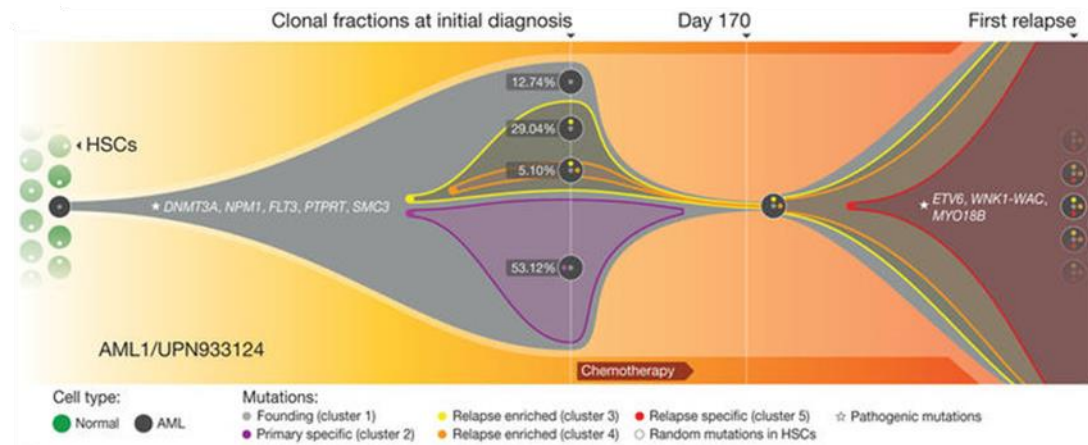 Clonal fractions at initial diagnosis
Day 170
First relapse
12.74%
29.04%
5.10%
53.12%
HSCs
DNMT3A, NPM1, FLT3, PTPRT, SMC3
ETV6, WNK1-WAC,
MYO18B
AML1/UPN933124
Chemotherapy
Cell type:
Normal
AML
Mutations:
Founding (cluster 1)
Primary specific (cluster 2)
Relapse enriched (cluster 3)
Relapse enriched (cluster 4)
Relapse specific (cluster 5)
Random mutations in HSCs
Pathogenic mutations